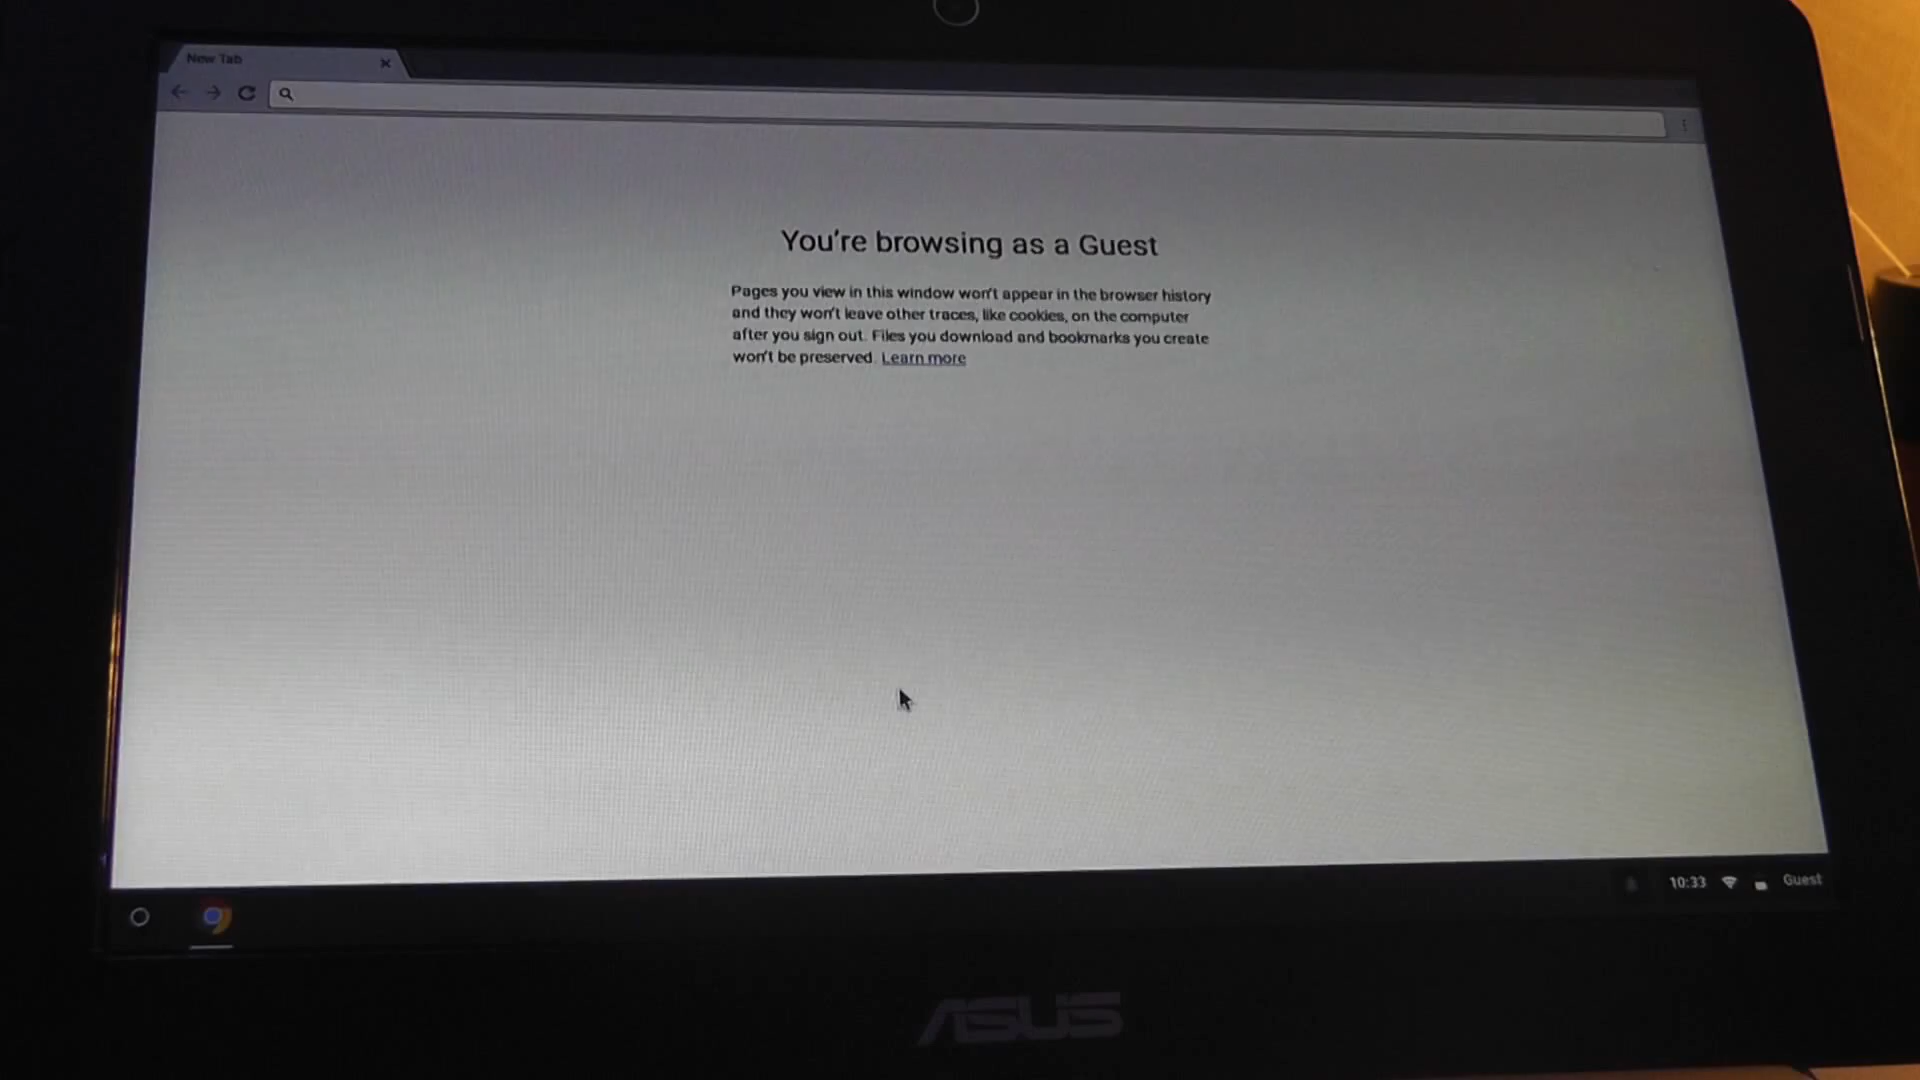 New Tab
You're browsing as a Guest
Pages you view in this window won't appear in the browser history
and they won't leave other traces, like cookies, on the computer
after you sign out. Files you download and bookmarks you create
won't be preserved. Learn more
10:33
Guest
ASUS